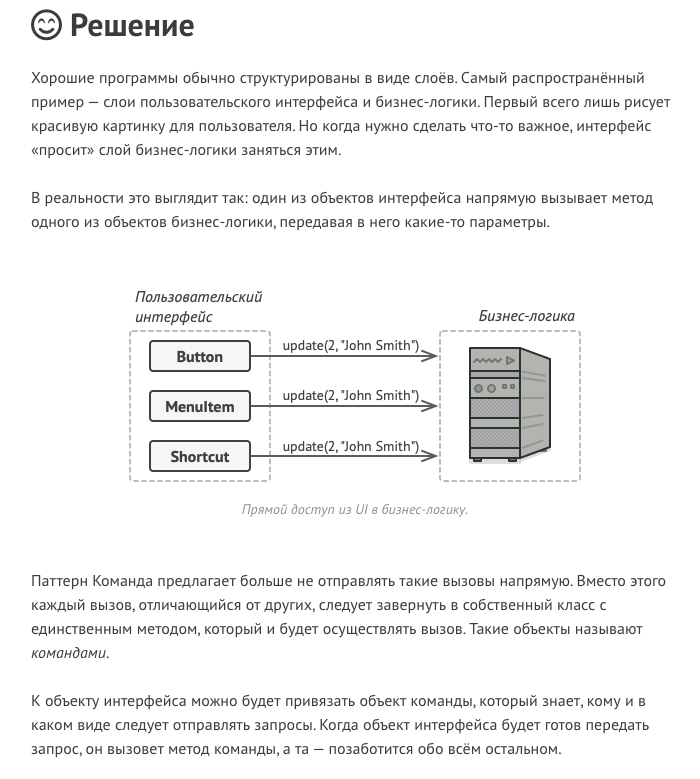 Решение
Хорошие программы обычно структурированы в виде слоёв. Самый распространённый
пример — слои пользовательского интерфейса и бизнес-логики. Первый всего лишь рисует
красивую картинку для пользователя. Но когда нужно сделать что-то важное, интерфейс
«просит» слой бизнес-логики заняться этим.
В реальности это выглядит так: один из объектов интерфейса напрямую вызывает метод
одного из объектов бизнес-логики, передавая в него какие-то параметры.
Пользовательский
интерфейс
Бизнес-логика
Button
update(2, "John Smith")
MenuItem
update(2, "John Smith")
Shortcut
update(2, "John Smith")
Прямой доступ из UI в бизнес-логику.
Паттерн Команда предлагает больше не отправлять такие вызовы напрямую. Вместо этого
каждый вызов, отличающийся от других, следует завернуть в собственный класс с
единственным методом, который и будет осуществлять вызов. Такие объекты называют
командами.
К объекту интерфейса можно будет привязать объект команды, который знает, кому и в
каком виде следует отправлять запросы. Когда объект интерфейса будет готов передать
запрос, он вызовет метод команды, а та — позаботится обо всём остальном.